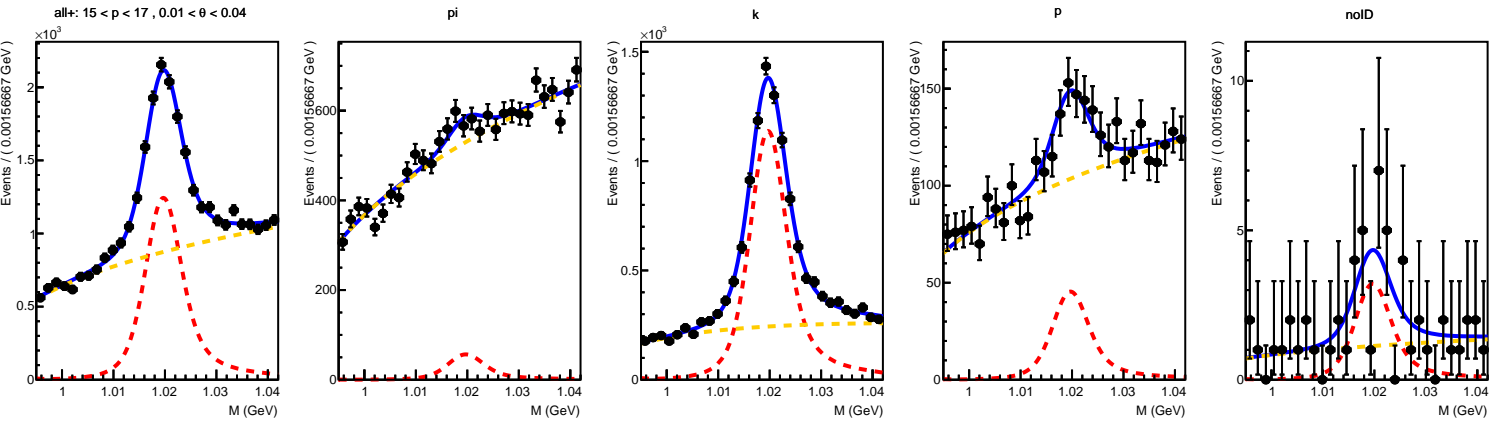 all+: 15 < p < 17 , 0.01 < θ < 0.04
×10³
Events / ( 0.00156667 GeV )
2
1.5
1
0.5
0
1 1.01 1.02 1.03 1.04
M (GeV)
pi
Events / ( 0.00156667 GeV )
600
400
200
0
1 1.01 1.02 1.03 1.04
M (GeV)
k
×10³
Events / ( 0.00156667 GeV )
1.5
1
0.5
0
1 1.01 1.02 1.03 1.04
M (GeV)
p
Events / ( 0.00156667 GeV )
150
100
50
0
1 1.01 1.02 1.03 1.04
M (GeV)
noID
Events / ( 0.00156667 GeV )
10
5
0
1 1.01 1.02 1.03 1.04
M (GeV)